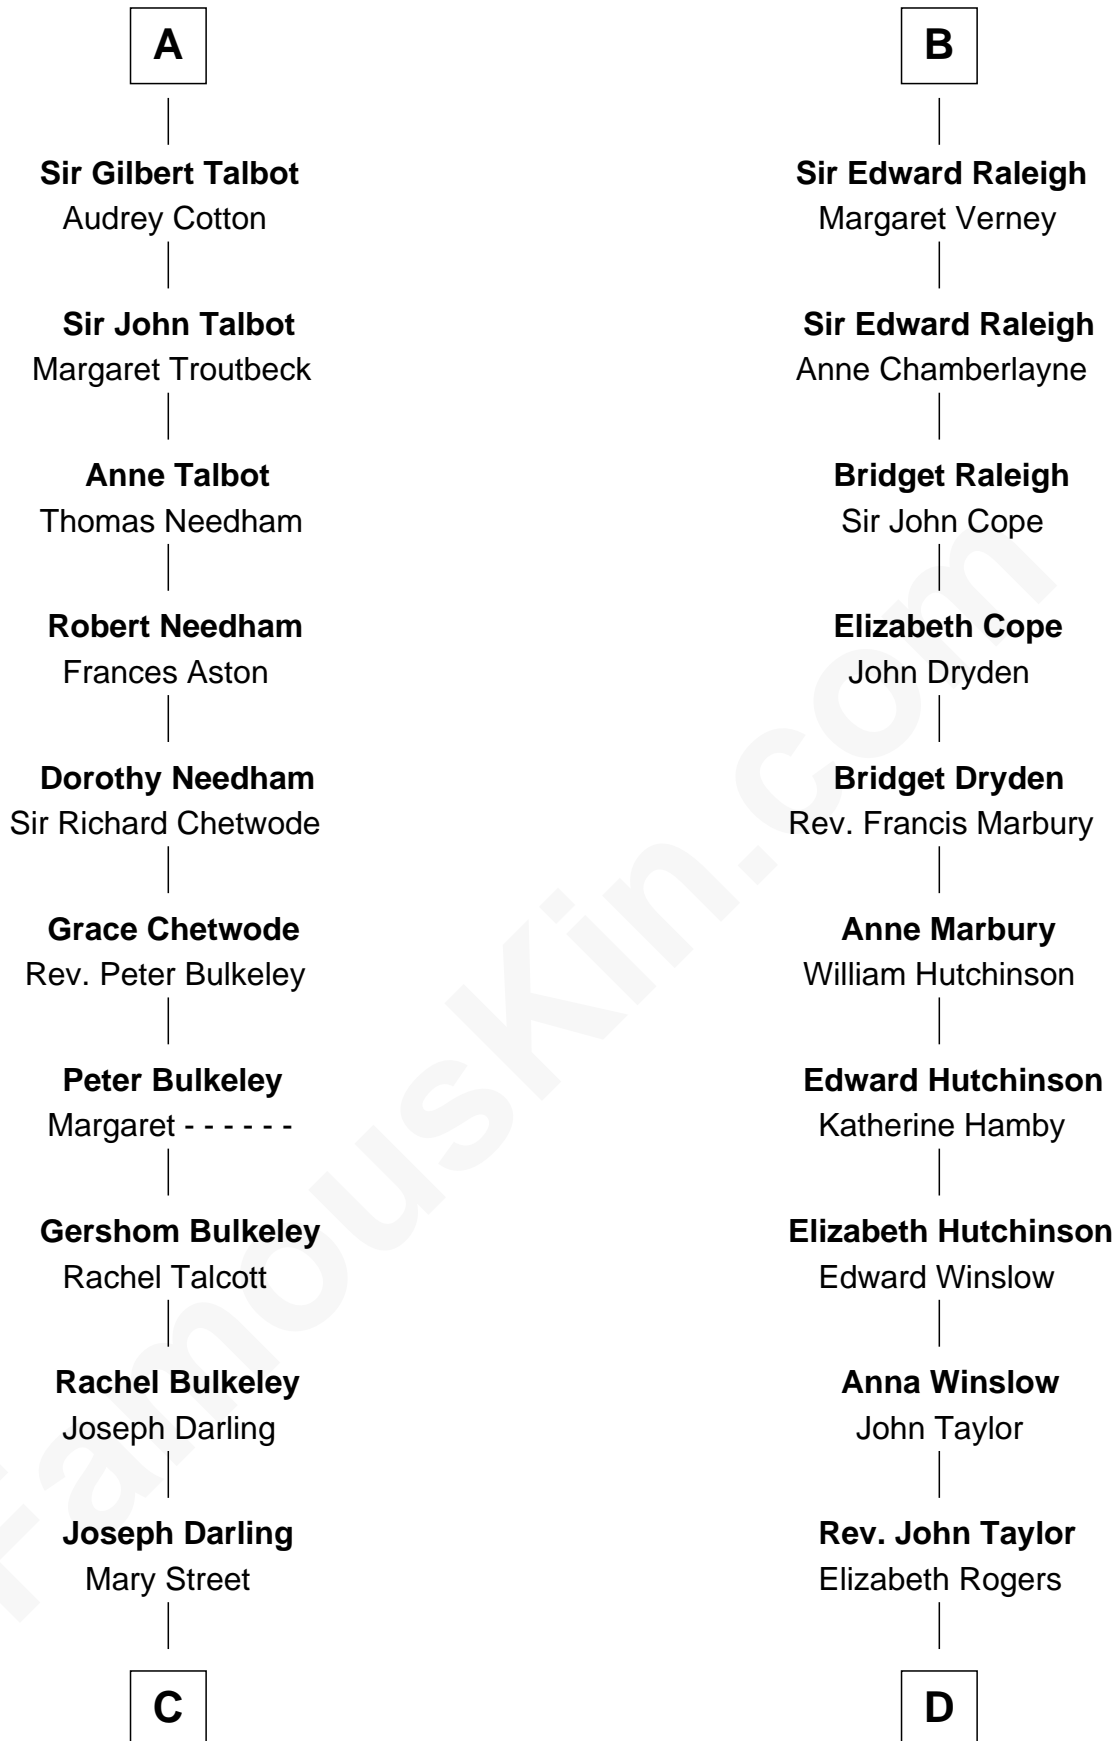 A
Sir Gilbert Talbot
Audrey Cotton
Sir John Talbot
Margaret Troutbeck
Anne Talbot
Thomas Needham
Robert Needham
Frances Aston
Dorothy Needham
Sir Richard Chetwode
Grace Chetwode
Rev. Peter Bulkeley
Peter Bulkeley
Margaret - - - - - -
Gershom Bulkeley
Rachel Talcott
Rachel Bulkeley
Joseph Darling
Joseph Darling
Mary Street
C
B
Sir Edward Raleigh
Margaret Verney
Sir Edward Raleigh
Anne Chamberlayne
Bridget Raleigh
Sir John Cope
Elizabeth Cope
John Dryden
Bridget Dryden
Rev. Francis Marbury
Anne Marbury
William Hutchinson
Edward Hutchinson
Katherine Hamby
Elizabeth Hutchinson
Edward Winslow
Anna Winslow
John Taylor
Rev. John Taylor
Elizabeth Rogers
D
FamousKin.com